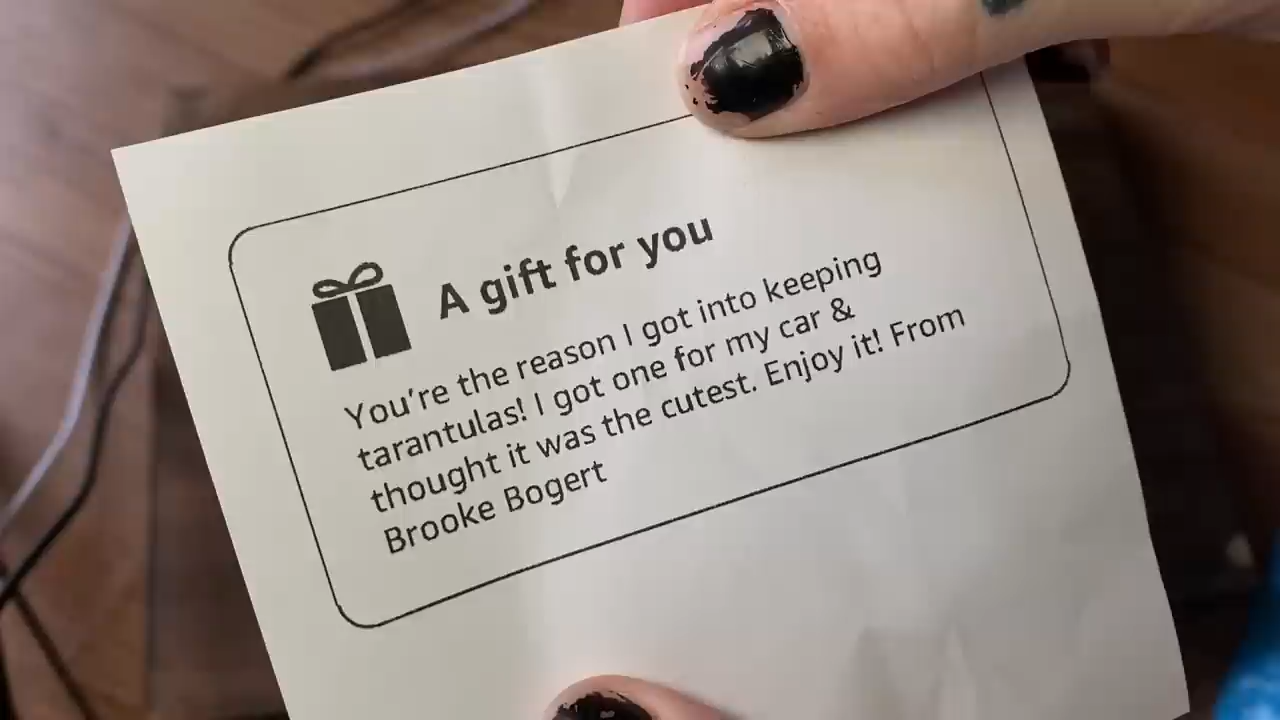 A gift for you
You're the reason I got into keeping
tarantulas! I got one for my car &
thought it was the cutest. Enjoy it! From
Brooke Bogert